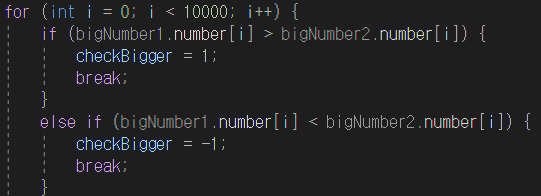 for (int i = 0; i < 10000; i++) {
    if (bigNumber1.number[i] > bigNumber2.number[i]) {
        checkBigger = 1;
        break;
    }
    else if (bigNumber1.number[i] < bigNumber2.number[i]) {
        checkBigger = -1;
        break;
    }